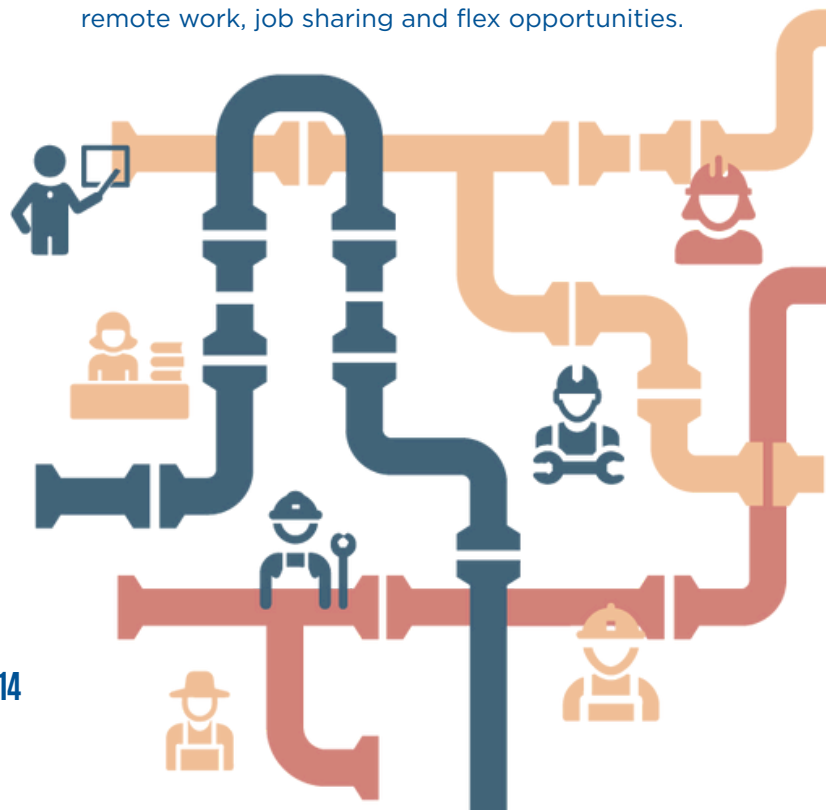 remote work, job sharing and flex opportunities.
14